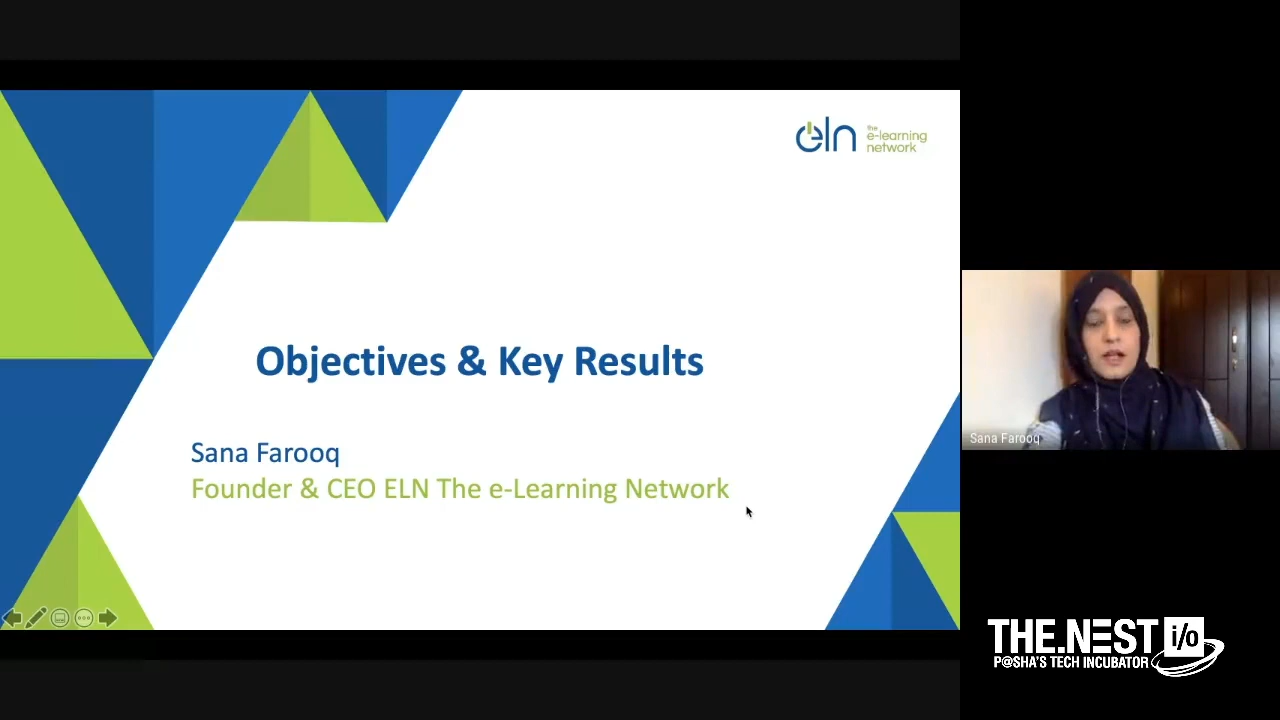 eln the e-learning network
Objectives & Key Results
Sana Farooq
Founder & CEO ELN The e-Learning Network
Sana Farooq
THE.NEST i/o
P@SHA'S TECH INCUBATOR